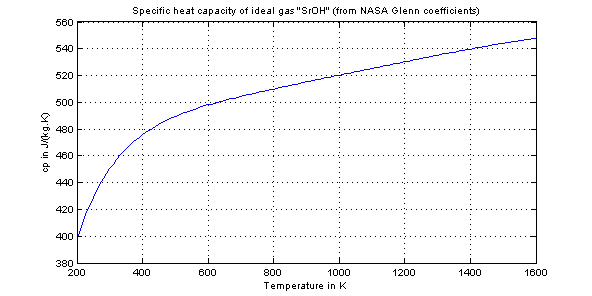 Specific heat capacity of ideal gas "SrOH" (from NASA Glenn coefficients)
560
540
520
500
480
460
440
420
400
380
cp in J/(kg.K)
200 400 600 800 1000 1200 1400 1600
Temperature in K